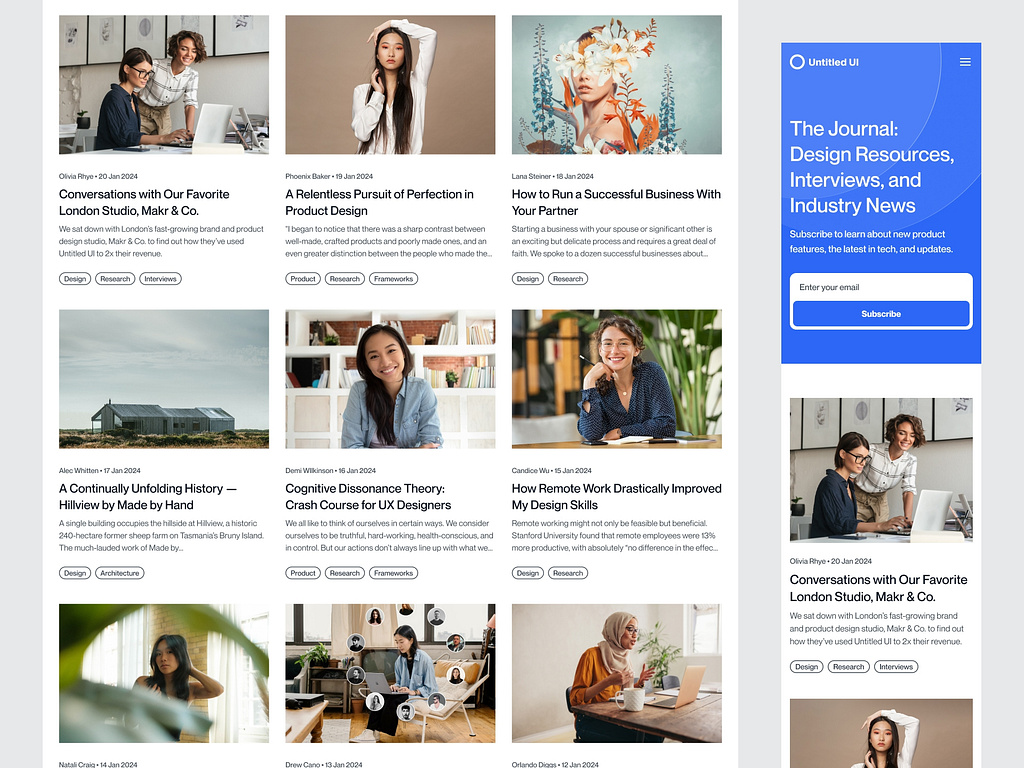 Olivia Rhye • 20 Jan 2024
Conversations with Our Favorite
London Studio, Makr & Co.
We sat down with London's fast-growing brand and product
design studio, Makr & Co. to find out how they've used
Untitled UI to 2x their revenue.
Design
Research
Interviews
Phoenix Baker • 19 Jan 2024
A Relentless Pursuit of Perfection in
Product Design
"I began to notice that there was a sharp contrast between
well-made, crafted products and poorly made ones, and an
even greater distinction between the people who made the...
Product
Research
Frameworks
Lana Steiner • 18 Jan 2024
How to Run a Successful Business With
Your Partner
Starting a business with your spouse or significant other is
an exciting but delicate process and requires a great deal of
faith. We spoke to a dozen successful businesses about...
Design
Research
Alec Whitten • 17 Jan 2024
A Continually Unfolding History —
Hillview by Made by Hand
A single building occupies the hillside at Hillview, a historic
240-hectare former sheep farm on Tasmania's Bruny Island.
The much-lauded work of Made by...
Design
Architecture
Demi Wilkinson • 16 Jan 2024
Cognitive Dissonance Theory:
Crash Course for UX Designers
We all like to think of ourselves in certain ways. We consider
ourselves to be truthful, hard-working, health-conscious, and
in control. But our actions don't always line up with what we...
Product
Research
Frameworks
Candice Wu • 15 Jan 2024
How Remote Work Drastically Improved
My Design Skills
Remote working might not only be feasible but beneficial.
Stanford University found that remote employees were 13%
more productive, with absolutely "no difference in the effec...
Design
Research
Natali Craig • 14 Jan 2024
Drew Cano • 13 Jan 2024
Orlando Diggs • 12 Jan 2024
Untitled UI
The Journal:
Design Resources,
Interviews, and
Industry News
Subscribe to learn about new product
features, the latest in tech, and updates.
Enter your email
Subscribe
Olivia Rhye • 20 Jan 2024
Conversations with Our Favorite
London Studio, Makr & Co.
We sat down with London's fast-growing brand
and product design studio, Makr & Co. to find out
how they've used Untitled UI to 2x their revenue.
Design
Research
Interviews